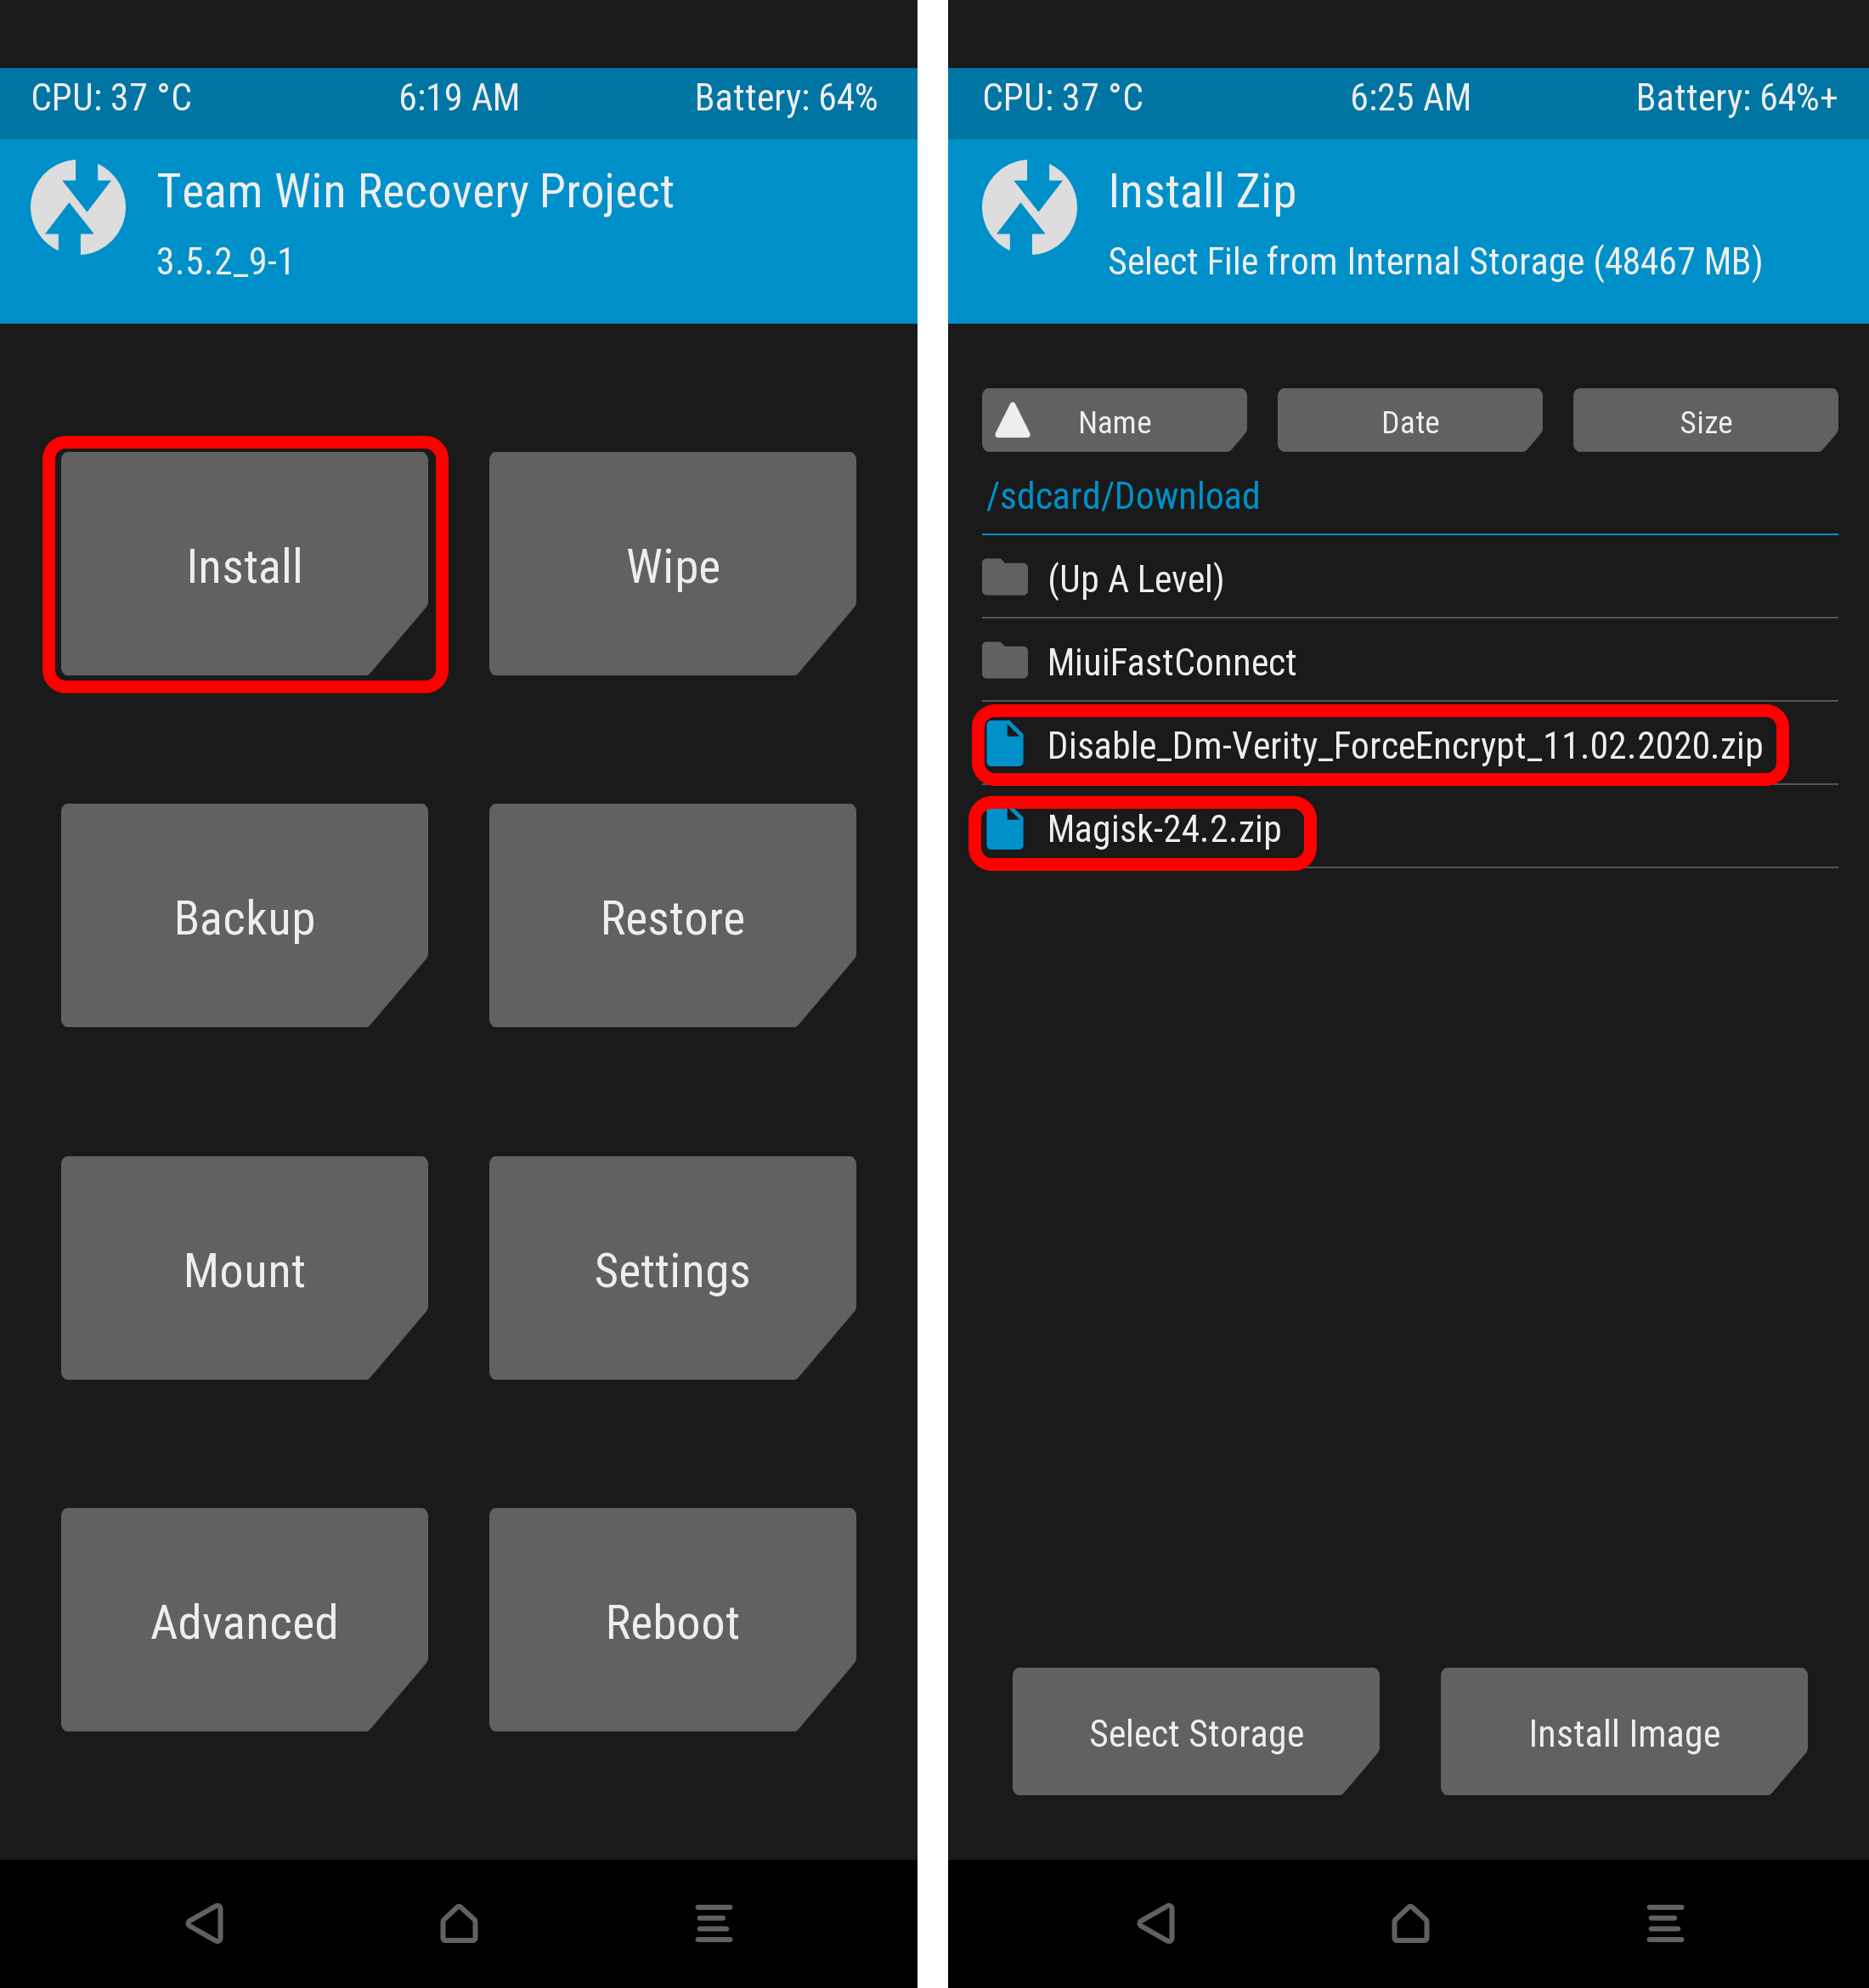 CPU: 37 °C 6:19 AM Battery: 64%
Team Win Recovery Project
3.5.2_9-1
Install Wipe
Backup Restore
Mount Settings
Advanced Reboot
CPU: 37 °C 6:25 AM Battery: 64%+
Install Zip
Select File from Internal Storage (48467 MB)
Name Date Size
/sdcard/Download
(Up A Level)
MiuiFastConnect
Disable_Dm-Verity_ForceEncrypt_11.02.2020.zip
Magisk-24.2.zip
Select Storage Install Image